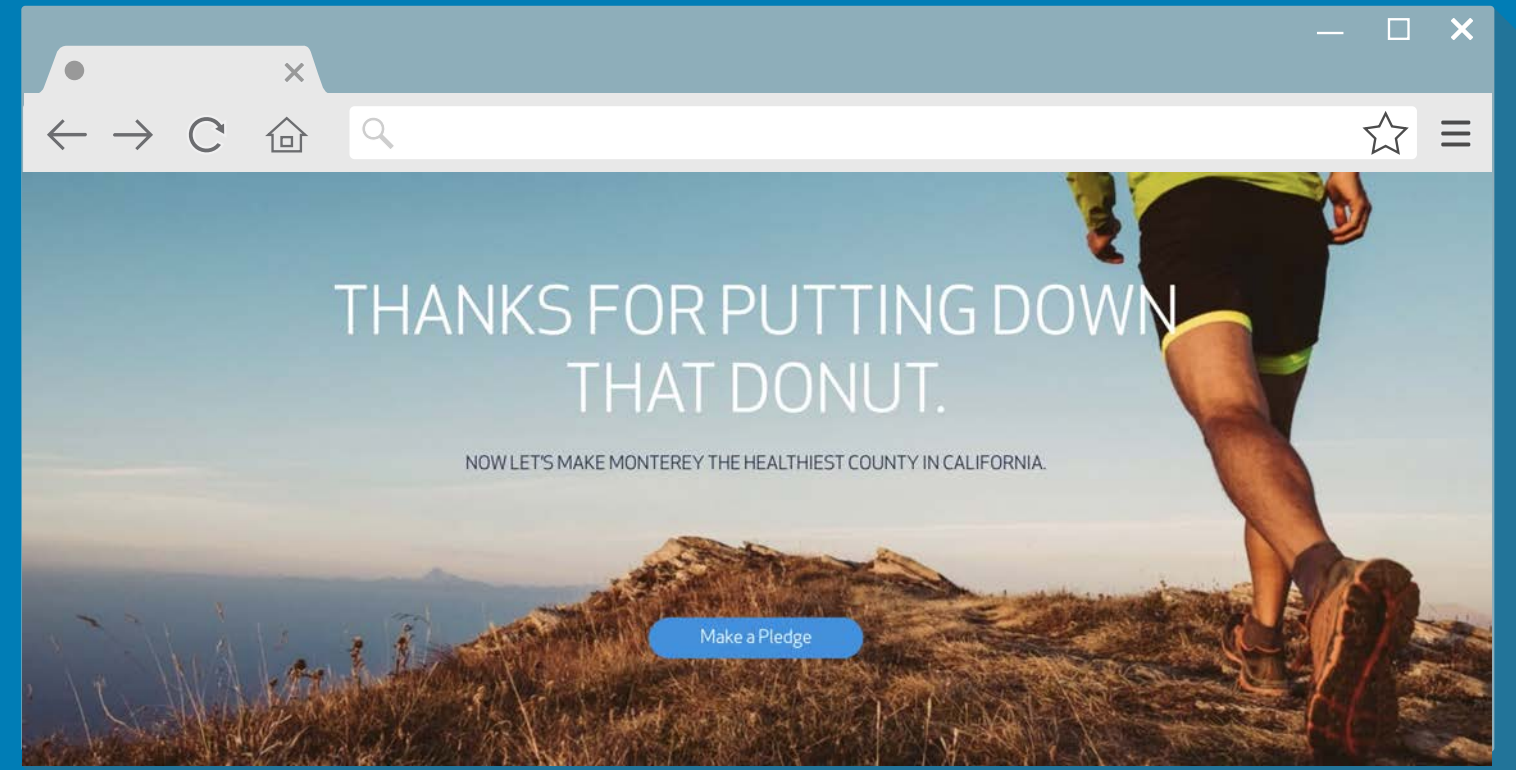 THANKS FOR PUTTING DOWN
THAT DONUT.
NOW LET'S MAKE MONTEREY THE HEALTHIEST COUNTY IN CALIFORNIA.
Make a Pledge